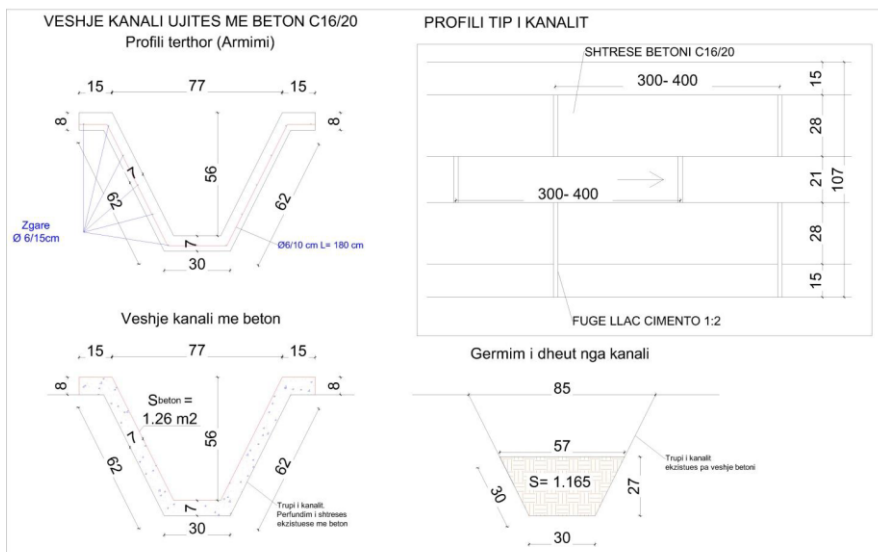 VESHJE KANALI UJITES ME BETON C16/20
Profili terthor (Armimi)
15
77
15
8
8
7
56
62
62
Zgare
Ø 6/15cm
7
Ø6/10 cm L= 180 cm
30
PROFILI TIP I KANALIT
SHTRESE BETONI C16/20
300- 400
15
28
21
107
300- 400
28
15
FUGE LLAC CIMENTO 1:2
Veshje kanali me beton
15
77
15
8
8
Sbeton =
1.26 m2
7
56
62
62
7
30
Trupi i kanalit.
Perfundim i shtreses
ekzistuese me beton
Germim i dheut nga kanali
85
57
S= 1.165
30
27
30
Trupi i kanalit
ekzistues pa veshje betoni